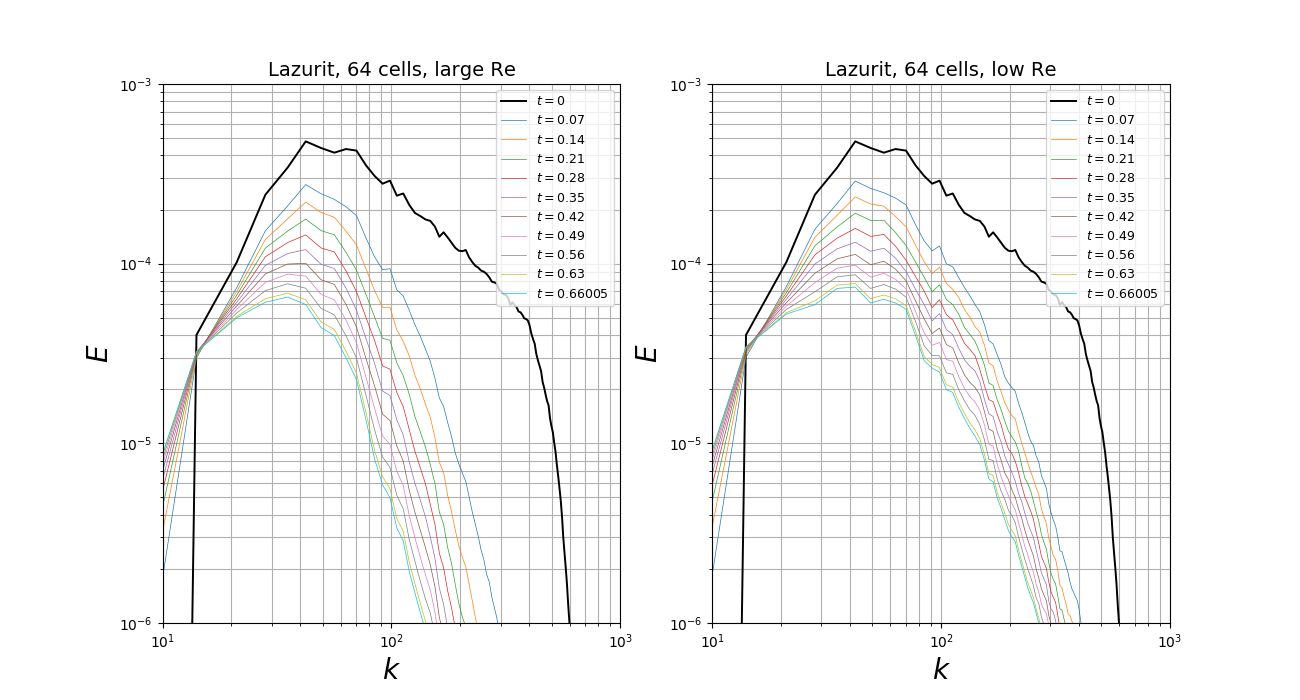 Lazurit, 64 cells, large Re
10⁻³
10⁻⁴
10⁻⁵
10⁻⁶
E
10¹
10²
10³
k
t = 0
t = 0.07
t = 0.14
t = 0.21
t = 0.28
t = 0.35
t = 0.42
t = 0.49
t = 0.56
t = 0.63
t = 0.66005
Lazurit, 64 cells, low Re
10⁻³
10⁻⁴
10⁻⁵
10⁻⁶
E
10¹
10²
10³
k
t = 0
t = 0.07
t = 0.14
t = 0.21
t = 0.28
t = 0.35
t = 0.42
t = 0.49
t = 0.56
t = 0.63
t = 0.66005